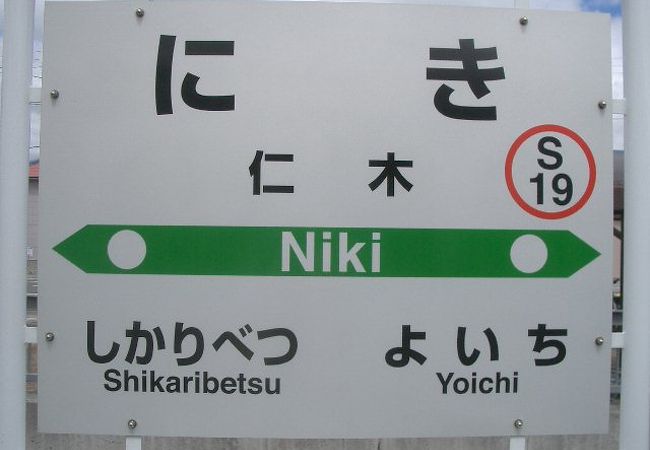 にき
仁木
S
19
Niki
しかりべつ
Shikaribetsu
よいち
Yoichi